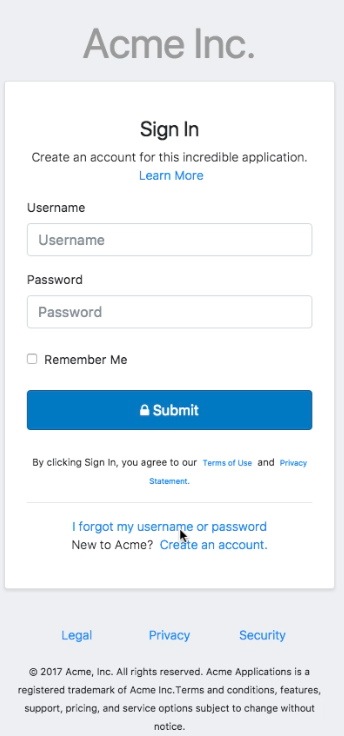 Acme Inc.
Sign In
Create an account for this incredible application.
Learn More
Username
Username
Password
Password
Remember Me
Submit
By clicking Sign In, you agree to our Terms of Use and Privacy
Statement.
I forgot my username or password
New to Acme? Create an account.
Legal Privacy Security
© 2017 Acme, Inc. All rights reserved. Acme Applications is a
registered trademark of Acme Inc.Terms and conditions, features,
support, pricing, and service options subject to change without
notice.